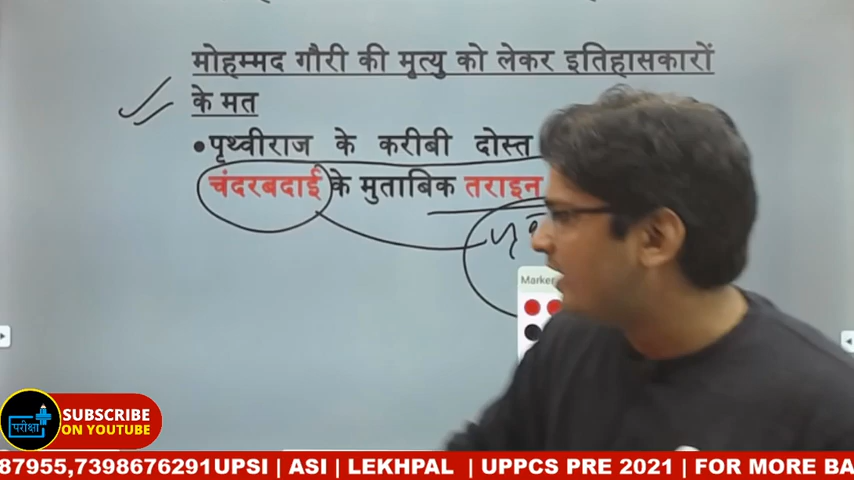 मोहम्मद गौरी की मृत्यु को लेकर इतिहासकारों
के मत
•पृथ्वीराज के करीबी दोस्त
चंदरबदाई के मुताबिक तराइन
Marker
परीक्षा
SUBSCRIBE
ON YOUTUBE
87955,7398676291UPSI | ASI | LEKHPAL | UPPCS PRE 2021 | FOR MORE BA